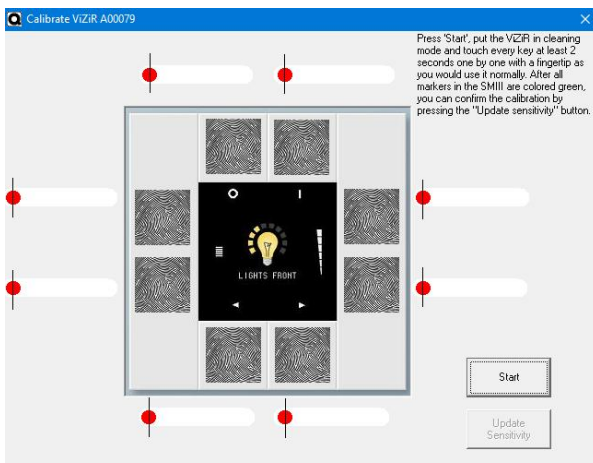 Calibrate ViZiR A00079
Press 'Start', put the ViZiR in cleaning
mode and touch every key at least 2
seconds one by one with a fingertip as
you would use it normally. After all
markers in the SMIII are colored green,
you can confirm the calibration by
pressing the "Update sensitivity" button.
LIGHTS FRONT
Start
Update
Sensitivity